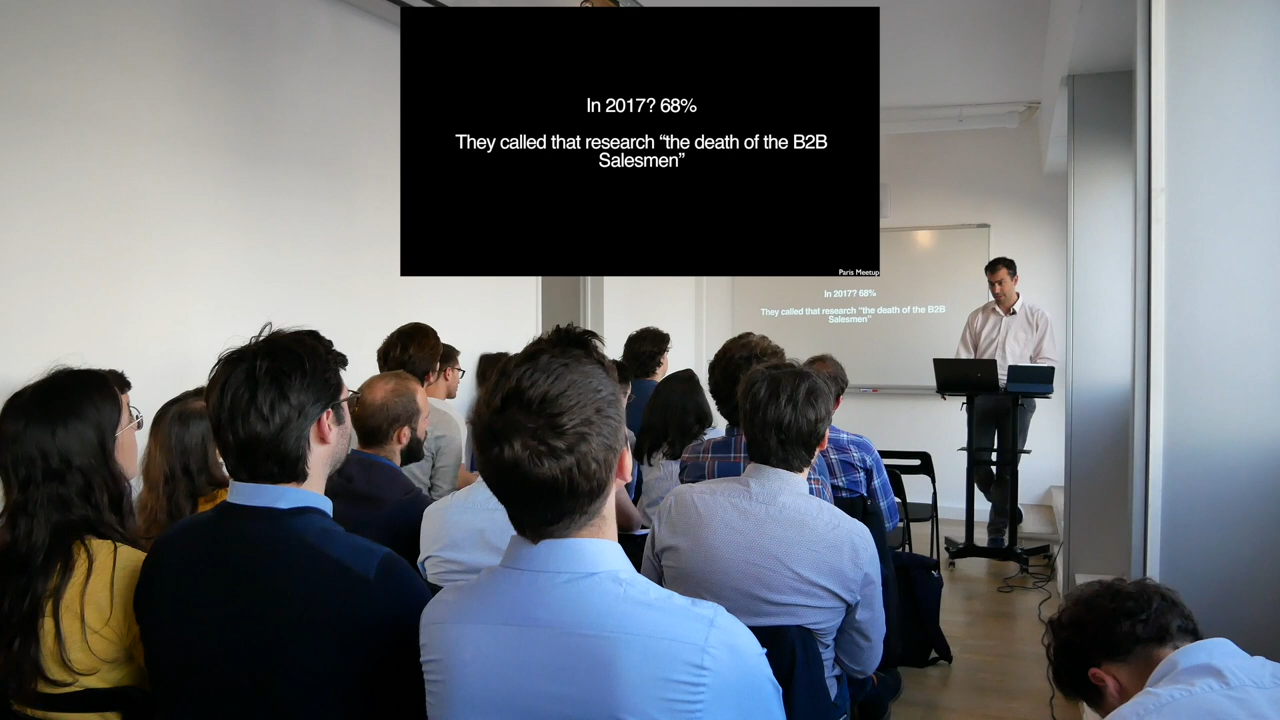 In 2017? 68%
They called that research “the death of the B2B
Salesmen”
Paris Meetup
In 2017? 68%
They called that research “the death of the B2B
Salesmen”